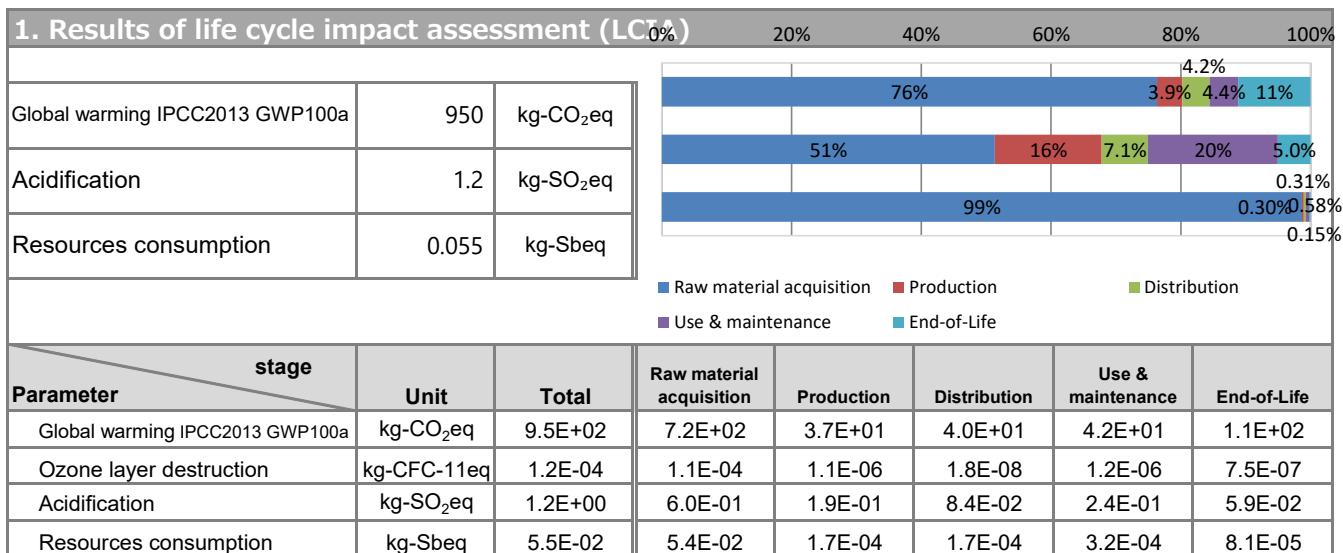 1. Results of life cycle impact assessment (LCIA)
0% 20% 40% 60% 80% 100%
Global warming IPCC2013 GWP100a 950 kg-CO₂eq
Acidification 1.2 kg-SO₂eq
Resources consumption 0.055 kg-Sbeq
4.2%
76% 3.9% 4.4% 11%
51% 16% 7.1% 20% 5.0%
0.31%
99% 0.30% 0.58%
0.15%
Raw material acquisition Production Distribution
Use & maintenance End-of-Life
stage
Parameter Unit Total Raw material acquisition Production Distribution Use & maintenance End-of-Life
Global warming IPCC2013 GWP100a kg-CO₂eq 9.5E+02 7.2E+02 3.7E+01 4.0E+01 4.2E+01 1.1E+02
Ozone layer destruction kg-CFC-11eq 1.2E-04 1.1E-04 1.1E-06 1.8E-08 1.2E-06 7.5E-07
Acidification kg-SO₂eq 1.2E+00 6.0E-01 1.9E-01 8.4E-02 2.4E-01 5.9E-02
Resources consumption kg-Sbeq 5.5E-02 5.4E-02 1.7E-04 1.7E-04 3.2E-04 8.1E-05